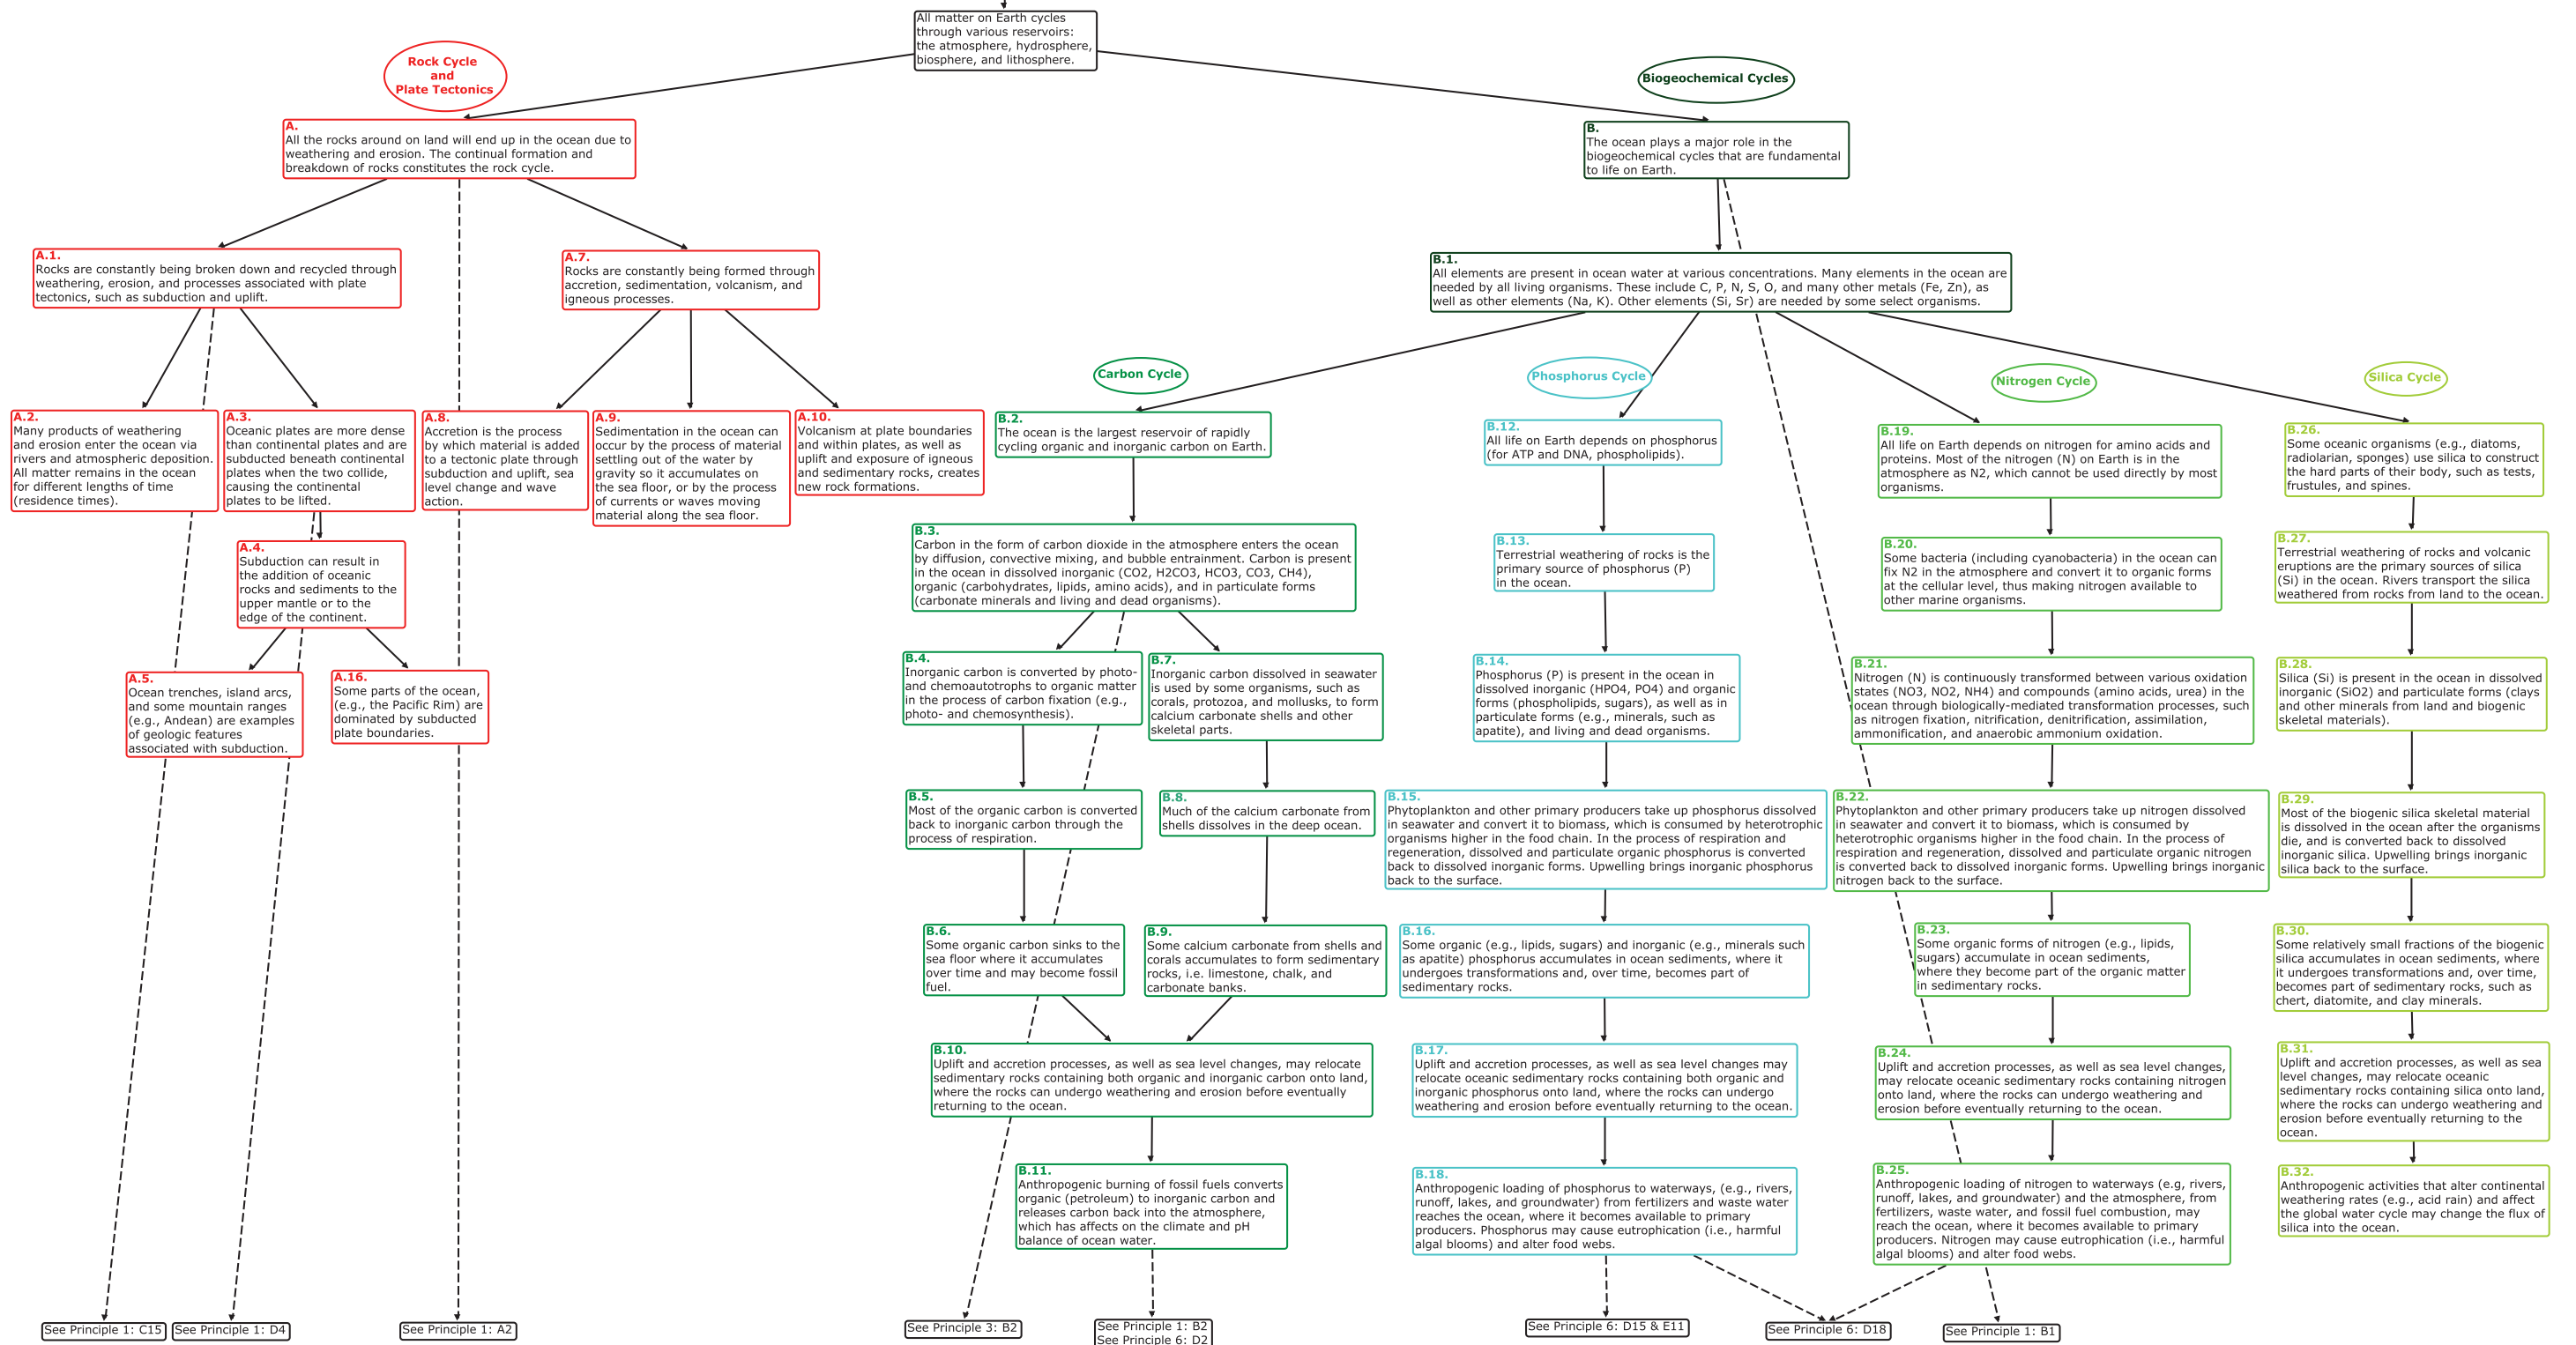 All matter on Earth cycles
through various reservoirs:
the atmosphere, hydrosphere,
biosphere, and lithosphere.
Rock Cycle
and
Plate Tectonics
Biogeochemical Cycles
A.
All the rocks around on land will end up in the ocean due to
weathering and erosion. The continual formation and
breakdown of rocks constitutes the rock cycle.
B.
The ocean plays a major role in the
biogeochemical cycles that are fundamental
to life on Earth.
A.1.
Rocks are constantly being broken down and recycled through
weathering, erosion, and processes associated with plate
tectonics, such as subduction and uplift.
A.7.
Rocks are constantly being formed through
accretion, sedimentation, volcanism, and
igneous processes.
B.1.
All elements are present in ocean water at various concentrations. Many elements in the ocean are
needed by all living organisms. These include C, P, N, S, O, and many other metals (Fe, Zn), as
well as other elements (Na, K). Other elements (Si, Sr) are needed by some select organisms.
Carbon Cycle
Phosphorus Cycle
Nitrogen Cycle
Silica Cycle
A.2.
Many products of weathering
and erosion enter the ocean via
rivers and atmospheric deposition.
All matter remains in the ocean
for different lengths of time
(residence times).
A.3.
Oceanic plates are more dense
than continental plates and are
subducted beneath continental
plates when the two collide,
causing the continental
plates to be lifted.
A.8.
Accretion is the process
by which material is added
to a tectonic plate through
subduction and uplift, sea
level change and wave
action.
A.9.
Sedimentation in the ocean can
occur by the process of material
settling out of the water by
gravity so it accumulates on
the sea floor, or by the process
of currents or waves moving
material along the sea floor.
A.10.
Volcanism at plate boundaries
and within plates, as well as
uplift and exposure of igneous
and sedimentary rocks, creates
new rock formations.
B.2.
The ocean is the largest reservoir of rapidly
cycling organic and inorganic carbon on Earth.
B.12.
All life on Earth depends on phosphorus
(for ATP and DNA, phospholipids).
B.19.
All life on Earth depends on nitrogen for amino acids and
proteins. Most of the nitrogen (N) on Earth is in the
atmosphere as N2, which cannot be used directly by most
organisms.
B.26.
Some oceanic organisms (e.g., diatoms,
radiolarian, sponges) use silica to construct
the hard parts of their body, such as tests,
frustules, and spines.
A.4.
Subduction can result in
the addition of oceanic
rocks and sediments to the
upper mantle or to the
edge of the continent.
B.3.
Carbon in the form of carbon dioxide in the atmosphere enters the ocean
by diffusion, convective mixing, and bubble entrainment. Carbon is present
in the ocean in dissolved inorganic (CO2, H2CO3, HCO3, CO3, CH4),
organic (carbohydrates, lipids, amino acids), and in particulate forms
(carbonate minerals and living and dead organisms).
B.13.
Terrestrial weathering of rocks is the
primary source of phosphorus (P)
in the ocean.
B.20.
Some bacteria (including cyanobacteria) in the ocean can
fix N2 in the atmosphere and convert it to organic forms
at the cellular level, thus making nitrogen available to
other marine organisms.
B.27.
Terrestrial weathering of rocks and volcanic
eruptions are the primary sources of silica
(Si) in the ocean. Rivers transport the silica
weathered from rocks from land to the ocean.
A.5.
Ocean trenches, island arcs,
and some mountain ranges
(e.g., Andean) are examples
of geologic features
associated with subduction.
A.16.
Some parts of the ocean,
(e.g., the Pacific Rim) are
dominated by subducted
plate boundaries.
B.4.
Inorganic carbon is converted by photo-
and chemoautotrophs to organic matter
in the process of carbon fixation (e.g.,
photo- and chemosynthesis).
B.7.
Inorganic carbon dissolved in seawater
is used by some organisms, such as
corals, protozoa, and mollusks, to form
calcium carbonate shells and other
skeletal parts.
B.14.
Phosphorus (P) is present in the ocean in
dissolved inorganic (HPO4, PO4) and organic
forms (phospholipids, sugars), as well as in
particulate forms (e.g., minerals, such as
apatite), and living and dead organisms.
B.21.
Nitrogen (N) is continuously transformed between various oxidation
states (NO3, NO2, NH4) and compounds (amino acids, urea) in the
ocean through biologically-mediated transformation processes, such
as nitrogen fixation, nitrification, denitrification, assimilation,
ammonification, and anaerobic ammonium oxidation.
B.28.
Silica (Si) is present in the ocean in dissolved
inorganic (SiO2) and particulate forms (clays
and other minerals from land and biogenic
skeletal materials).
B.5.
Most of the organic carbon is converted
back to inorganic carbon through the
process of respiration.
B.8.
Much of the calcium carbonate from
shells dissolves in the deep ocean.
B.15.
Phytoplankton and other primary producers take up phosphorus dissolved
in seawater and convert it to biomass, which is consumed by heterotrophic
organisms higher in the food chain. In the process of respiration and
regeneration, dissolved and particulate organic phosphorus is converted
back to dissolved inorganic forms. Upwelling brings inorganic phosphorus
back to the surface.
B.22.
Phytoplankton and other primary producers take up nitrogen dissolved
in seawater and convert it to biomass, which is consumed by
heterotrophic organisms higher in the food chain. In the process of
respiration and regeneration, dissolved and particulate organic nitrogen
is converted back to dissolved inorganic forms. Upwelling brings inorganic
nitrogen back to the surface.
B.29.
Most of the biogenic silica skeletal material
is dissolved in the ocean after the organisms
die, and is converted back to dissolved
inorganic silica. Upwelling brings inorganic
silica back to the surface.
B.6.
Some organic carbon sinks to the
sea floor where it accumulates
over time and may become fossil
fuel.
B.9.
Some calcium carbonate from shells and
corals accumulates to form sedimentary
rocks, i.e. limestone, chalk, and
carbonate banks.
B.16.
Some organic (e.g., lipids, sugars) and inorganic (e.g., minerals such
as apatite) phosphorus accumulates in ocean sediments, where it
undergoes transformations and, over time, becomes part of
sedimentary rocks.
B.23.
Some organic forms of nitrogen (e.g., lipids,
sugars) accumulate in ocean sediments,
where they become part of the organic matter
in sedimentary rocks.
B.30.
Some relatively small fractions of the biogenic
silica accumulates in ocean sediments, where
it undergoes transformations and, over time,
becomes part of sedimentary rocks, such as
chert, diatomite, and clay minerals.
B.10.
Uplift and accretion processes, as well as sea level changes, may relocate
sedimentary rocks containing both organic and inorganic carbon onto land,
where the rocks can undergo weathering and erosion before eventually
returning to the ocean.
B.17.
Uplift and accretion processes, as well as sea level changes may
relocate oceanic sedimentary rocks containing both organic and
inorganic phosphorus onto land, where the rocks can undergo
weathering and erosion before eventually returning to the ocean.
B.24.
Uplift and accretion processes, as well as sea level changes,
may relocate oceanic sedimentary rocks containing nitrogen
onto land, where the rocks can undergo weathering and
erosion before eventually returning to the ocean.
B.31.
Uplift and accretion processes, as well as sea
level changes, may relocate oceanic
sedimentary rocks containing silica onto land,
where the rocks can undergo weathering and
erosion before eventually returning to the
ocean.
B.11.
Anthropogenic burning of fossil fuels converts
organic (petroleum) to inorganic carbon and
releases carbon back into the atmosphere,
which has affects on the climate and pH
balance of ocean water.
B.18.
Anthropogenic loading of phosphorus to waterways, (e.g., rivers,
runoff, lakes, and groundwater) from fertilizers and waste water
reaches the ocean, where it becomes available to primary
producers. Phosphorus may cause eutrophication (i.e., harmful
algal blooms) and alter food webs.
B.25.
Anthropogenic loading of nitrogen to waterways (e.g, rivers,
runoff, lakes, and groundwater) and the atmosphere, from
fertilizers, waste water, and fossil fuel combustion, may
reach the ocean, where it becomes available to primary
producers. Nitrogen may cause eutrophication (i.e., harmful
algal blooms) and alter food webs.
B.32.
Anthropogenic activities that alter continental
weathering rates (e.g., acid rain) and affect
the global water cycle may change the flux of
silica into the ocean.
See Principle 1: C15
See Principle 1: D4
See Principle 1: A2
See Principle 3: B2
See Principle 1: B2
See Principle 6: D2
See Principle 6: D15 & E11
See Principle 6: D18
See Principle 1: B1